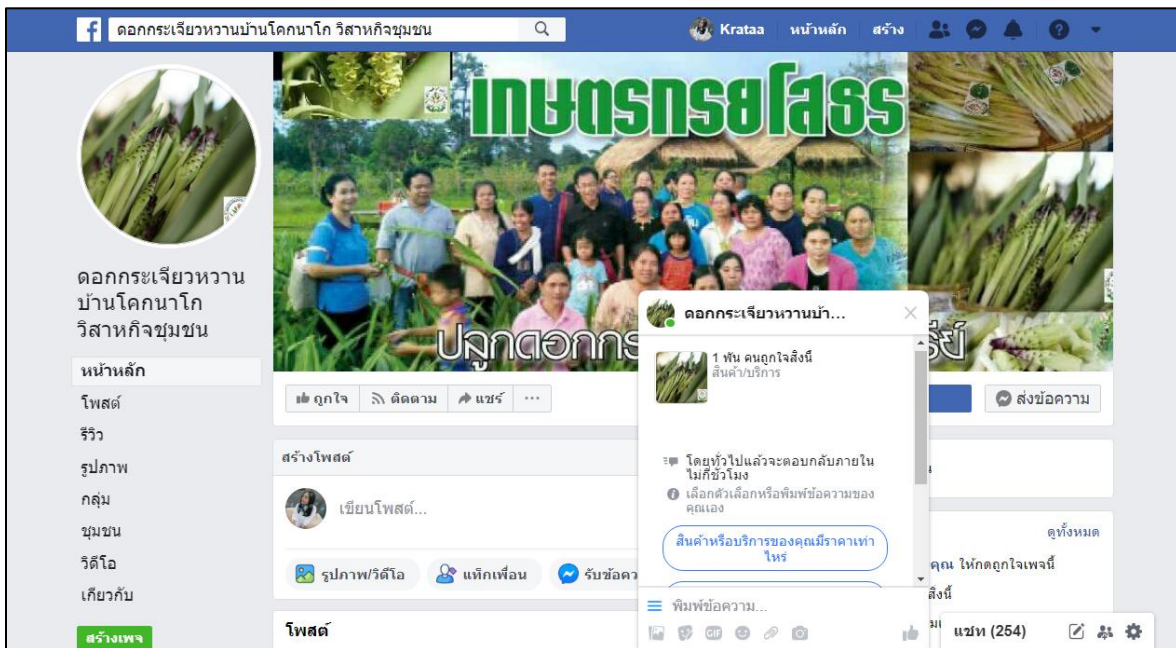 ดอกกระเจียวหวานบ้านโคกนาโก วิสาหกิจชุมชน
Krataa หน้าหลัก สร้าง
เกษตรกรยโสธร
ปลูกดอกกร
รีย์
ดอกกระเจียวหวาน
บ้านโคกนาโก
วิสาหกิจชุมชน
หน้าหลัก
โพสต์
รีวิว
รูปภาพ
กลุ่ม
ชุมชน
วิดีโอ
เกี่ยวกับ
สร้างเพจ
ถูกใจ ติดตาม แชร์ ...
ส่งข้อความ
สร้างโพสต์
เขียนโพสต์...
รูปภาพ/วิดีโอ แท็กเพื่อน รับข้อคว
โพสต์
ดอกกระเจียวหวานบ้า...
1 พัน คนถูกใจสิ่งนี้
สินค้า/บริการ
โดยทั่วไปแล้วจะตอบกลับภายใน
ไม่กี่ชั่วโมง
เลือกตัวเลือกหรือพิมพ์ข้อความของ
คุณเอง
สินค้าหรือบริการของคุณมีราคาเท่า
ไหร่
พิมพ์ข้อความ...
GIF
ดูทั้งหมด
คุณ ให้กดถูกใจเพจนี้
สิ่งนี้
แชท (254)